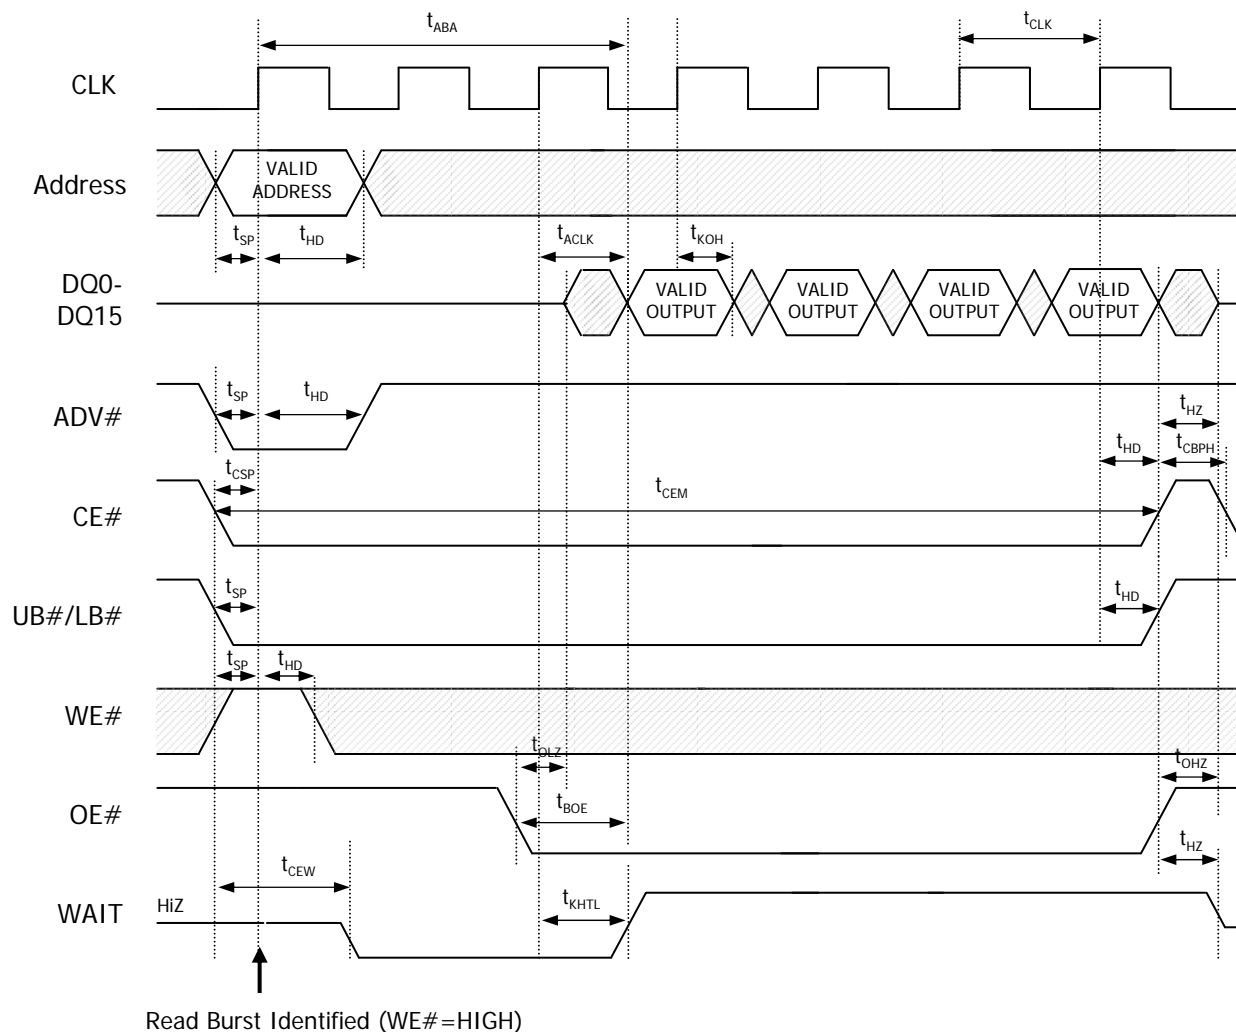 tABA
tCLK
CLK
Address
VALID
ADDRESS
tSP
tHD
tACLK
tKOH
DQ0-
DQ15
VALID
OUTPUT
VALID
OUTPUT
VALID
OUTPUT
VALID
OUTPUT
ADV#
tSP
tHD
tHZ
tCSP
tHD
tCBPH
CE#
tCEM
UB#/LB#
tSP
tHD
tSP
tHD
WE#
tOLZ
tOHZ
OE#
tBOE
tHZ
tCEW
WAIT
HiZ
tKHTL
Read Burst Identified (WE#=HIGH)